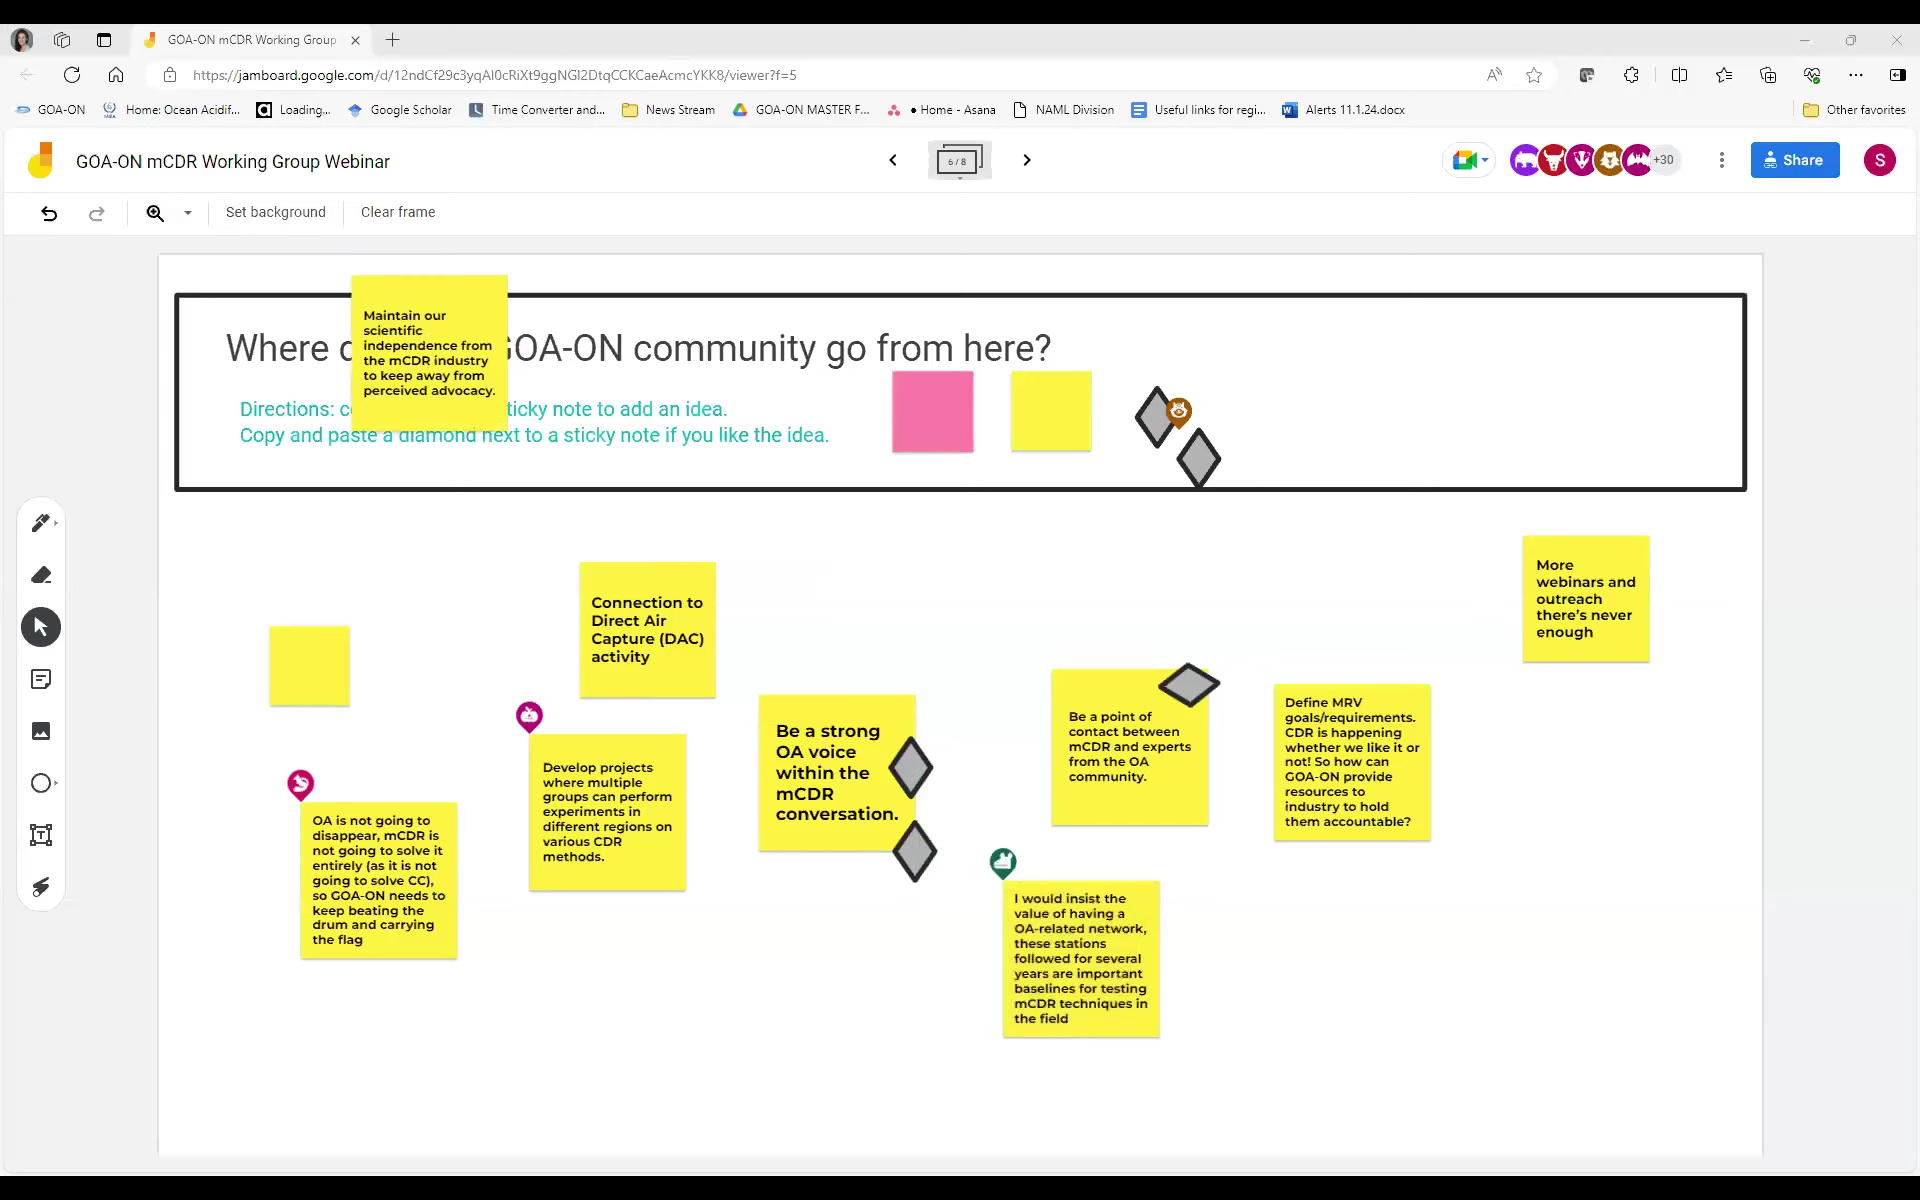 GOA-ON mCDR Working Group
https://jamboard.google.com/d/12ndCf29c3yqAl0cRiXt9ggNGl2DtqCCKCaeAcmcYKK8/viewer?f=5
GOA-ON
Home: Ocean Acidif...
Loading...
Google Scholar
Time Converter and...
News Stream
GOA-ON MASTER F...
• Home - Asana
NAML Division
Useful links for regi...
Alerts 11.1.24.docx
Other favorites
GOA-ON mCDR Working Group Webinar
6 / 8
+30
Share
S
Set background
Clear frame
Where d
GOA-ON community go from here?
Directions: c
ticky note to add an idea.
Copy and paste a diamond next to a sticky note if you like the idea.
Maintain our
scientific
independence from
the mCDR industry
to keep away from
perceived advocacy.
More
webinars and
outreach
there's never
enough
Connection to
Direct Air
Capture (DAC)
activity
Be a strong
OA voice
within the
mCDR
conversation.
Be a point of
contact between
mCDR and experts
from the OA
community.
Define MRV
goals/requirements.
CDR is happening
whether we like it or
not! So how can
GOA-ON provide
resources to
industry to hold
them accountable?
Develop projects
where multiple
groups can perform
experiments in
different regions on
various CDR
methods.
OA is not going to
disappear, mCDR is
not going to solve it
entirely (as it is not
going to solve CC),
so GOA-ON needs to
keep beating the
drum and carrying
the flag
I would insist the
value of having a
OA-related network,
these stations
followed for several
years are important
baselines for testing
mCDR techniques in
the field